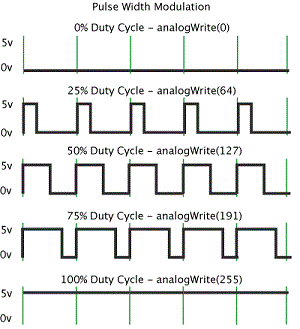 Pulse Width Modulation
0% Duty Cycle – analogWrite(0)
5v
0v
25% Duty Cycle – analogWrite(64)
5v
0v
50% Duty Cycle – analogWrite(127)
5v
0v
75% Duty Cycle – analogWrite(191)
5v
0v
100% Duty Cycle – analogWrite(255)
5v
0v